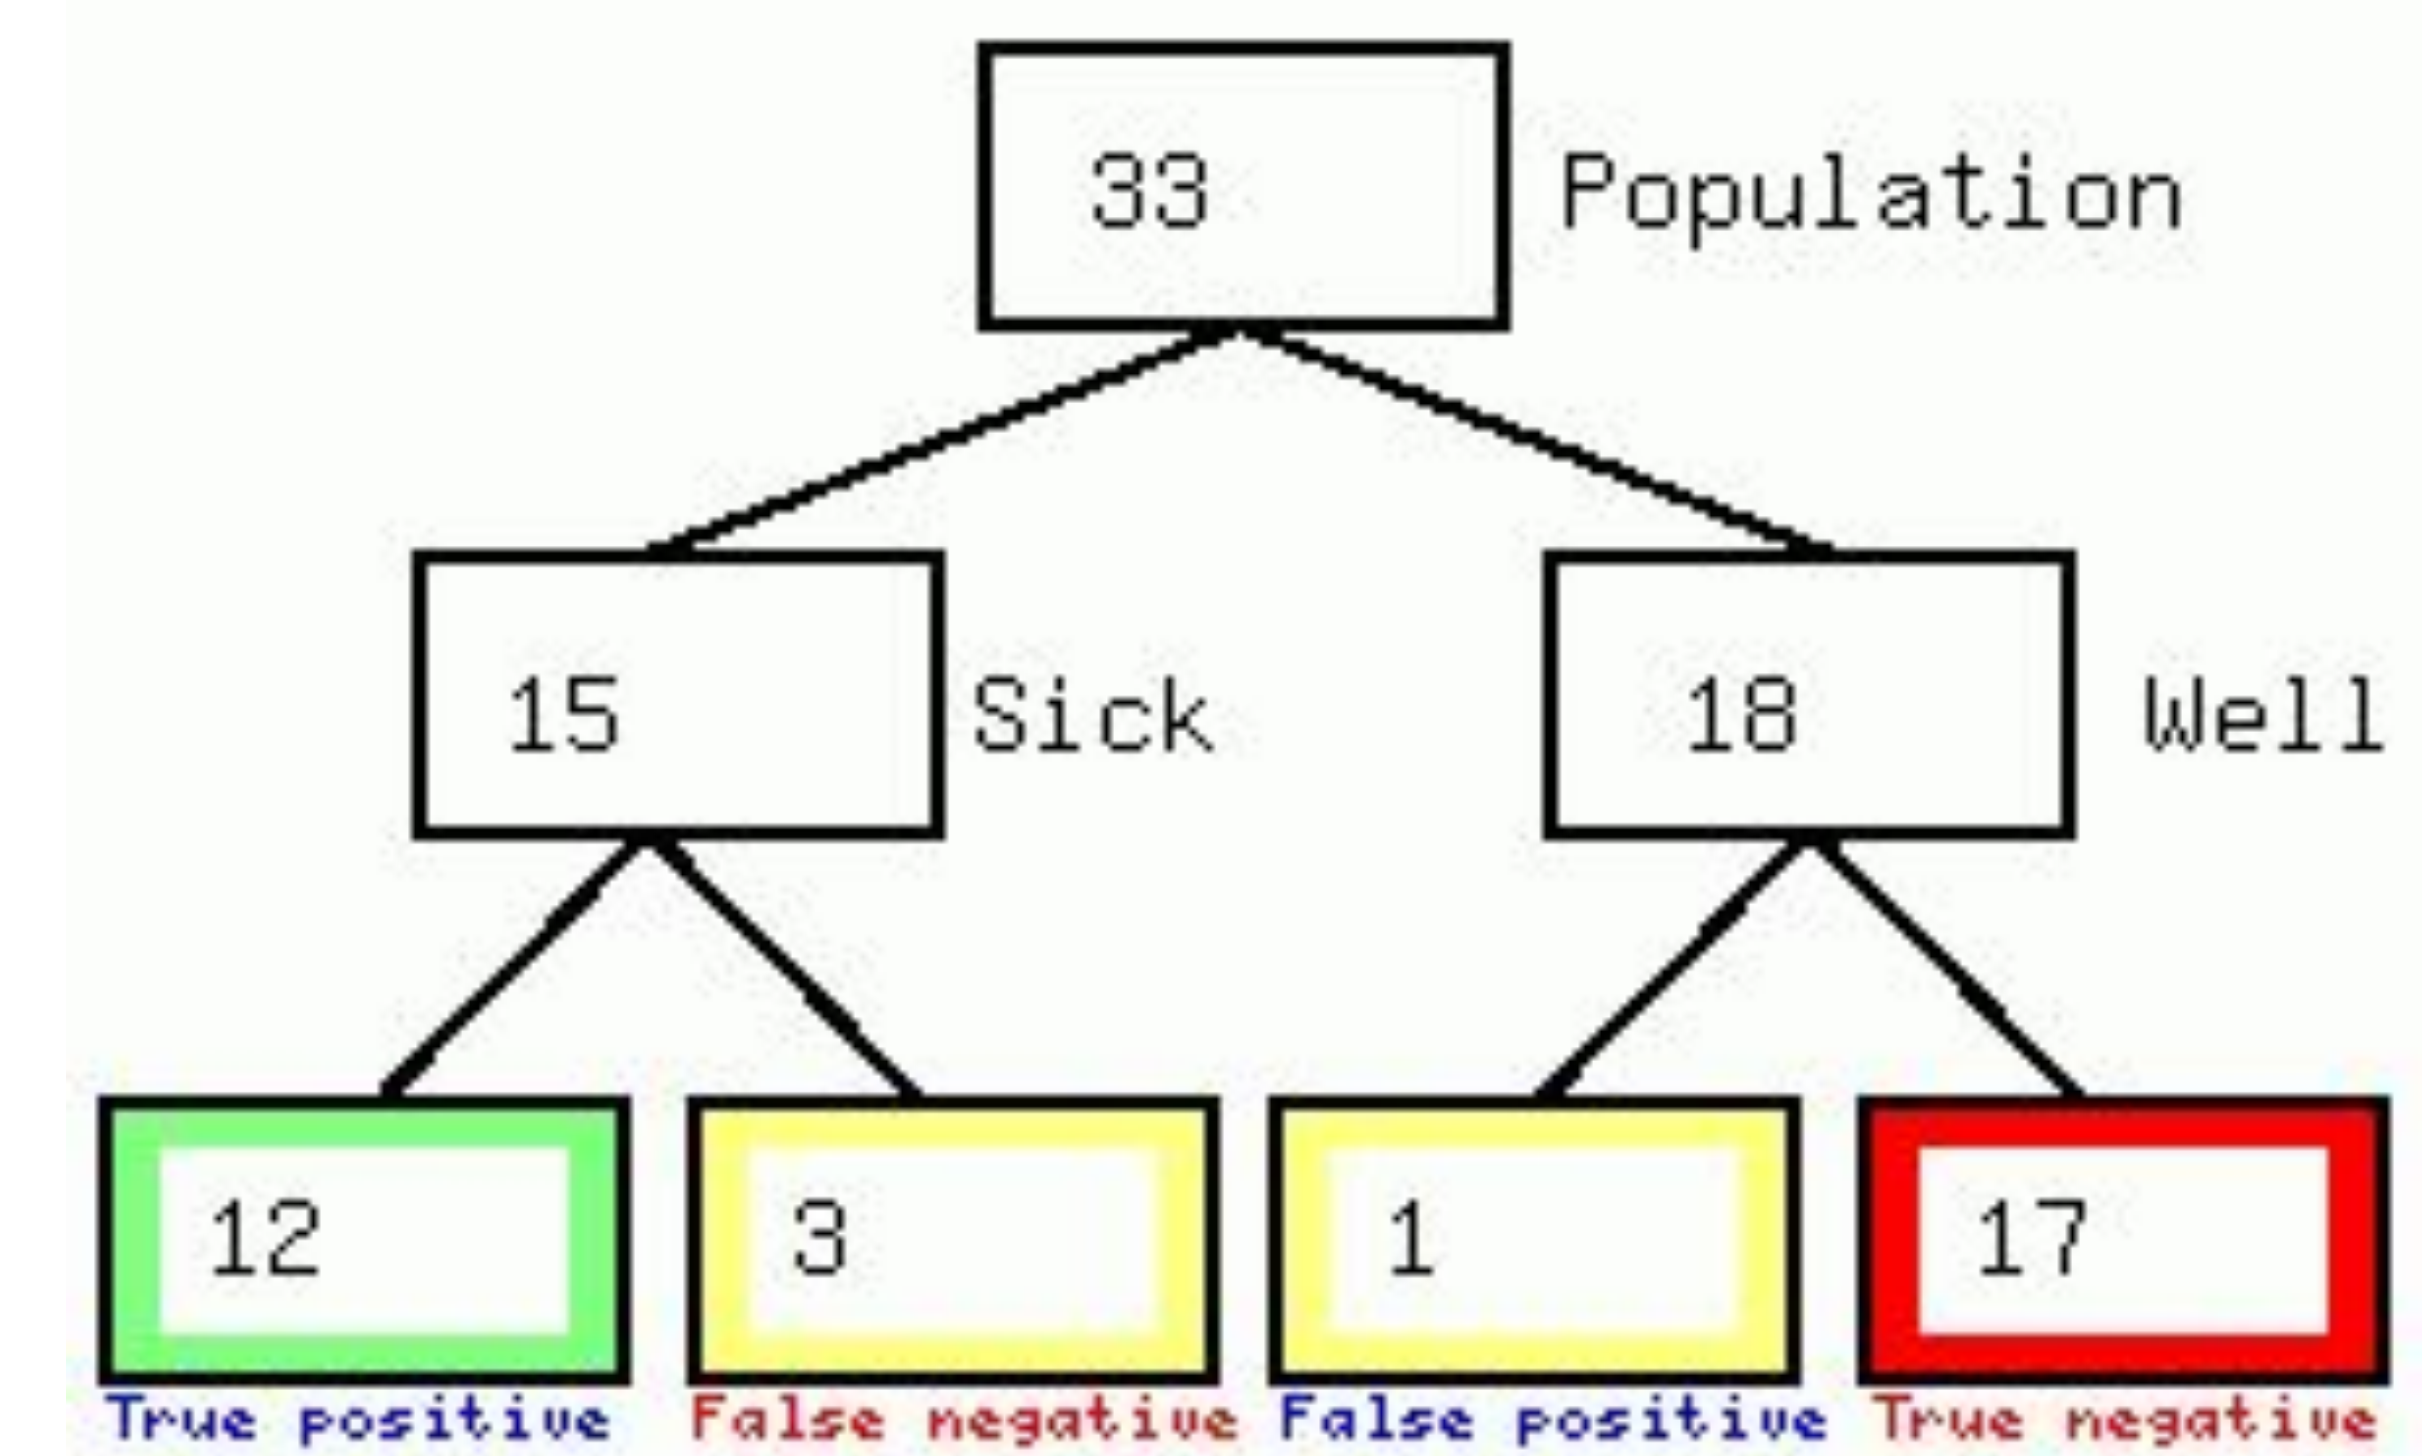 33 Population
15 Sick 18 Well
12 3 1 17
True positive False negative False positive True negative